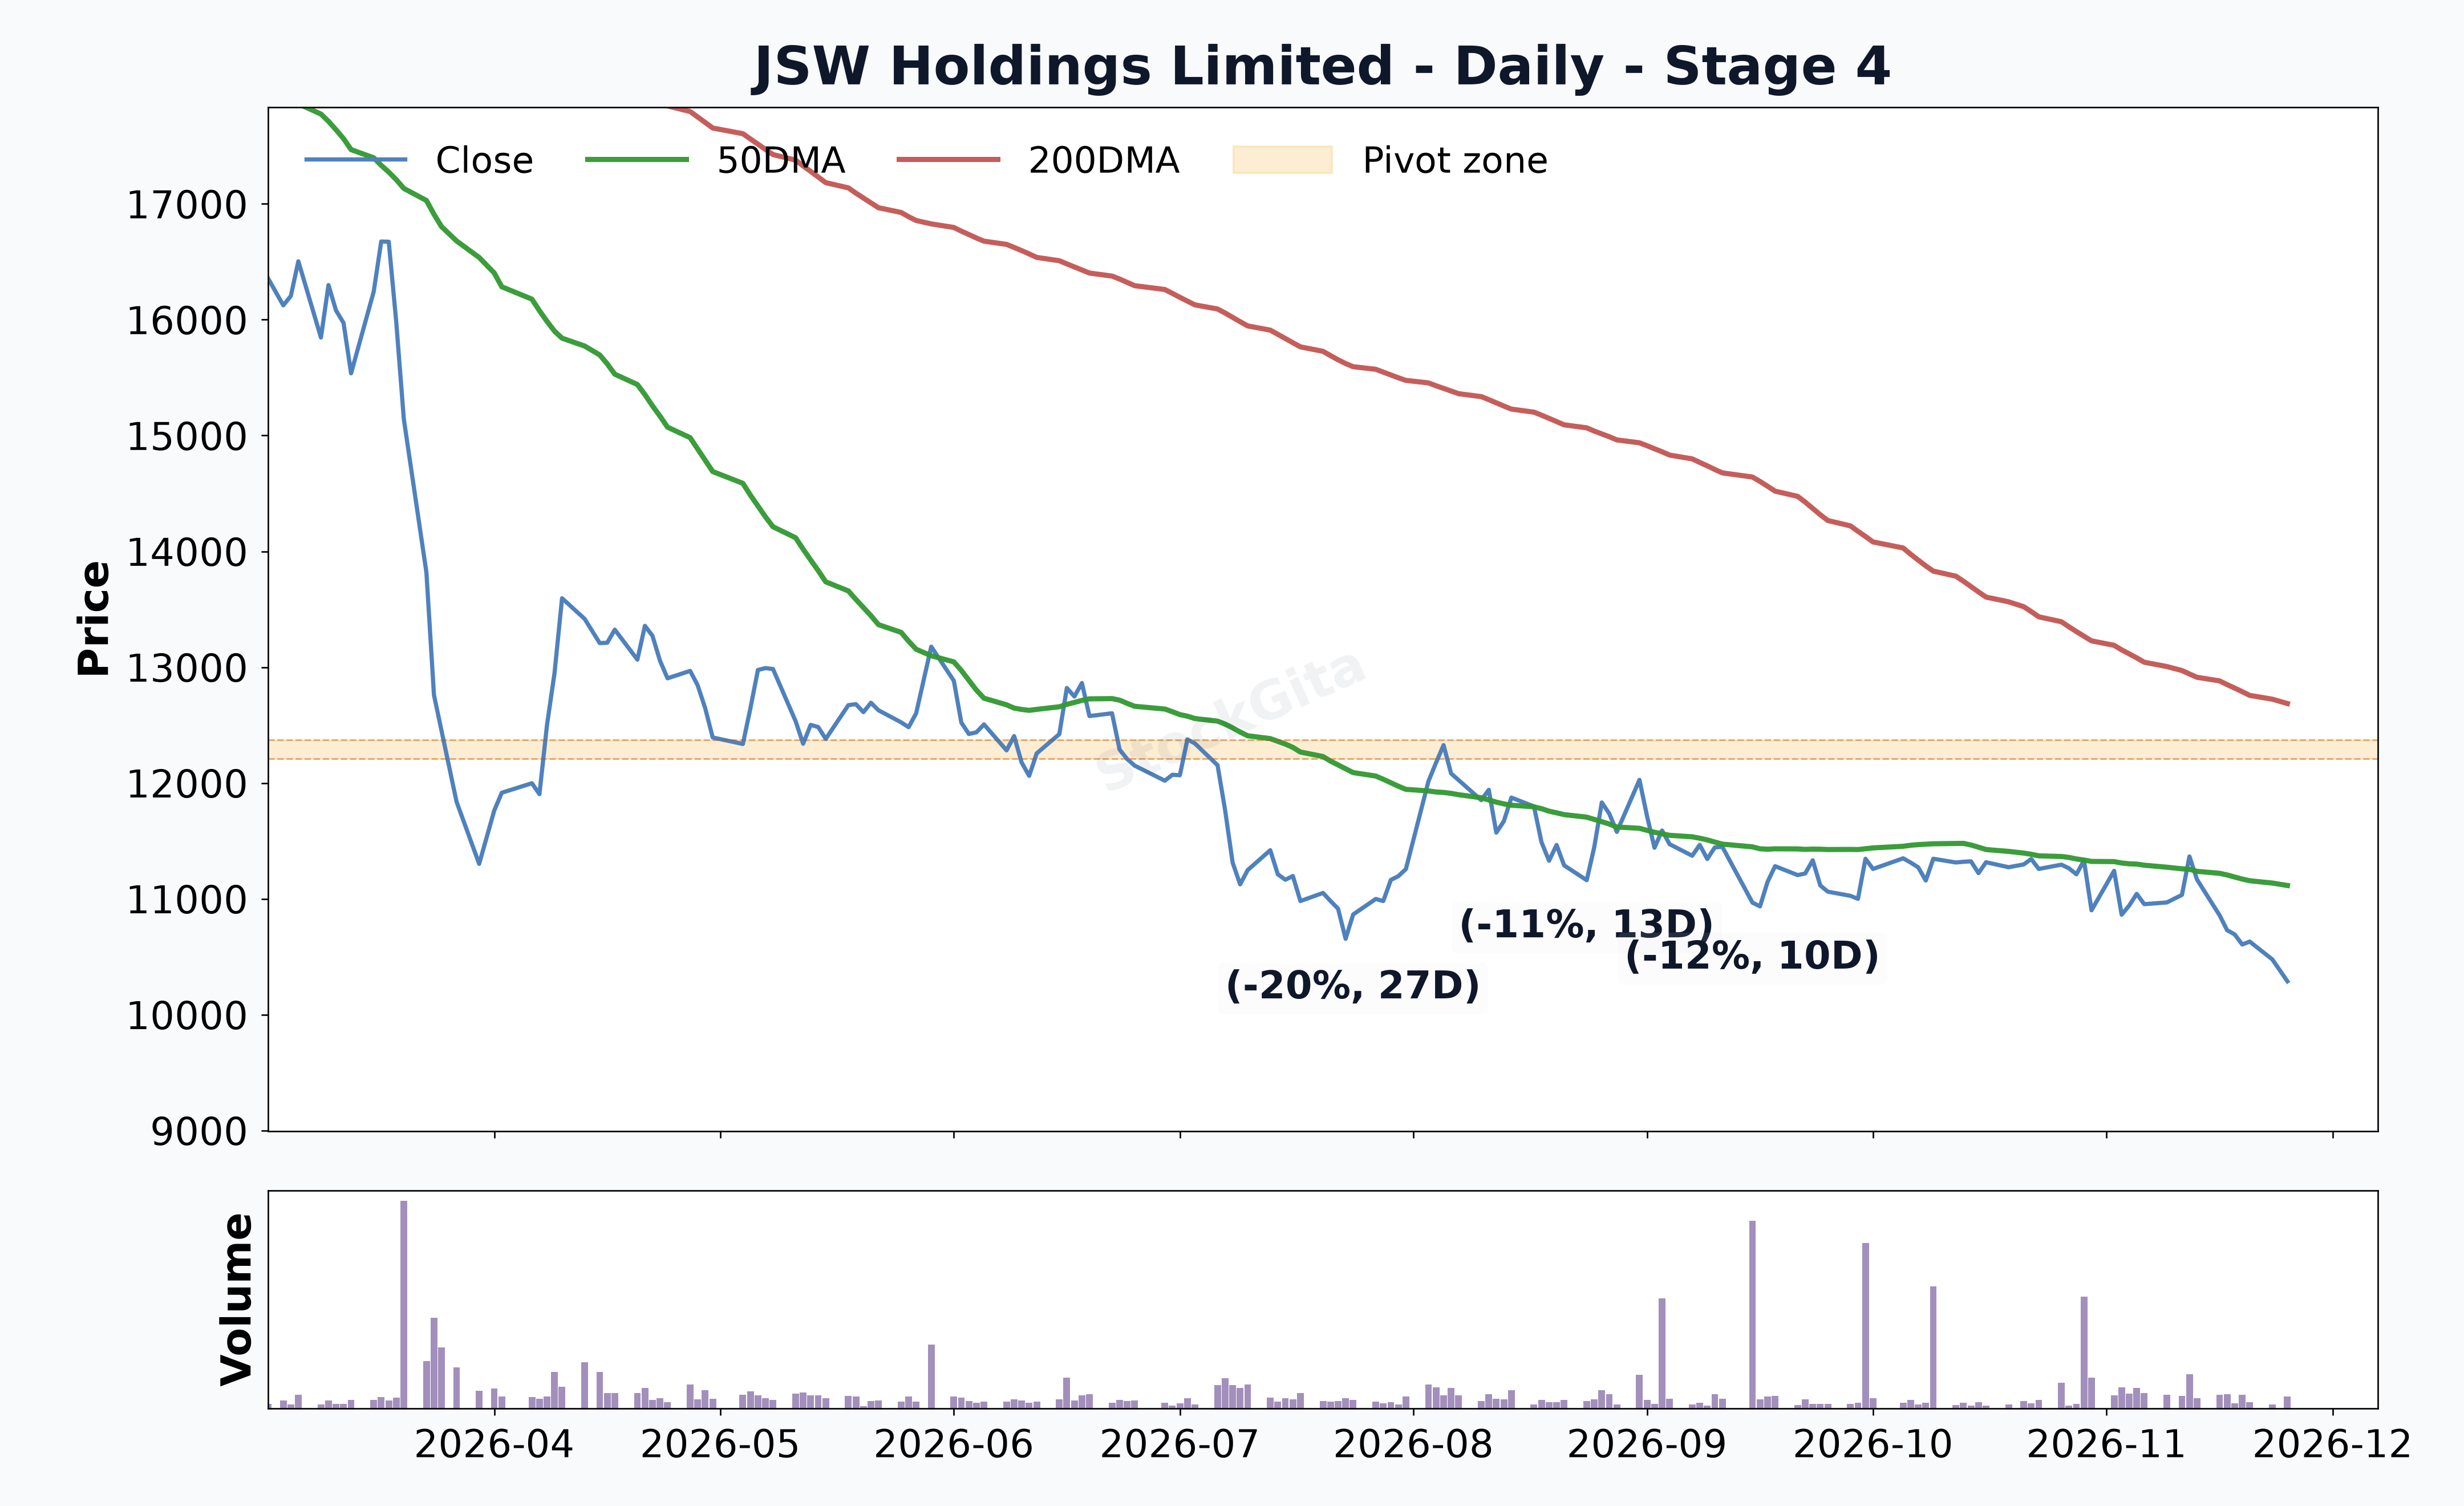 JSW Holdings Limited - Daily - Stage 4
Close 50DMA 200DMA Pivot zone
17000
16000
15000
14000
13000
12000
11000
10000
9000
Price
StockGita
(-11%, 13D)
(-12%, 10D)
(-20%, 27D)
Volume
2026-04 2026-05 2026-06 2026-07 2026-08 2026-09 2026-10 2026-11 2026-12